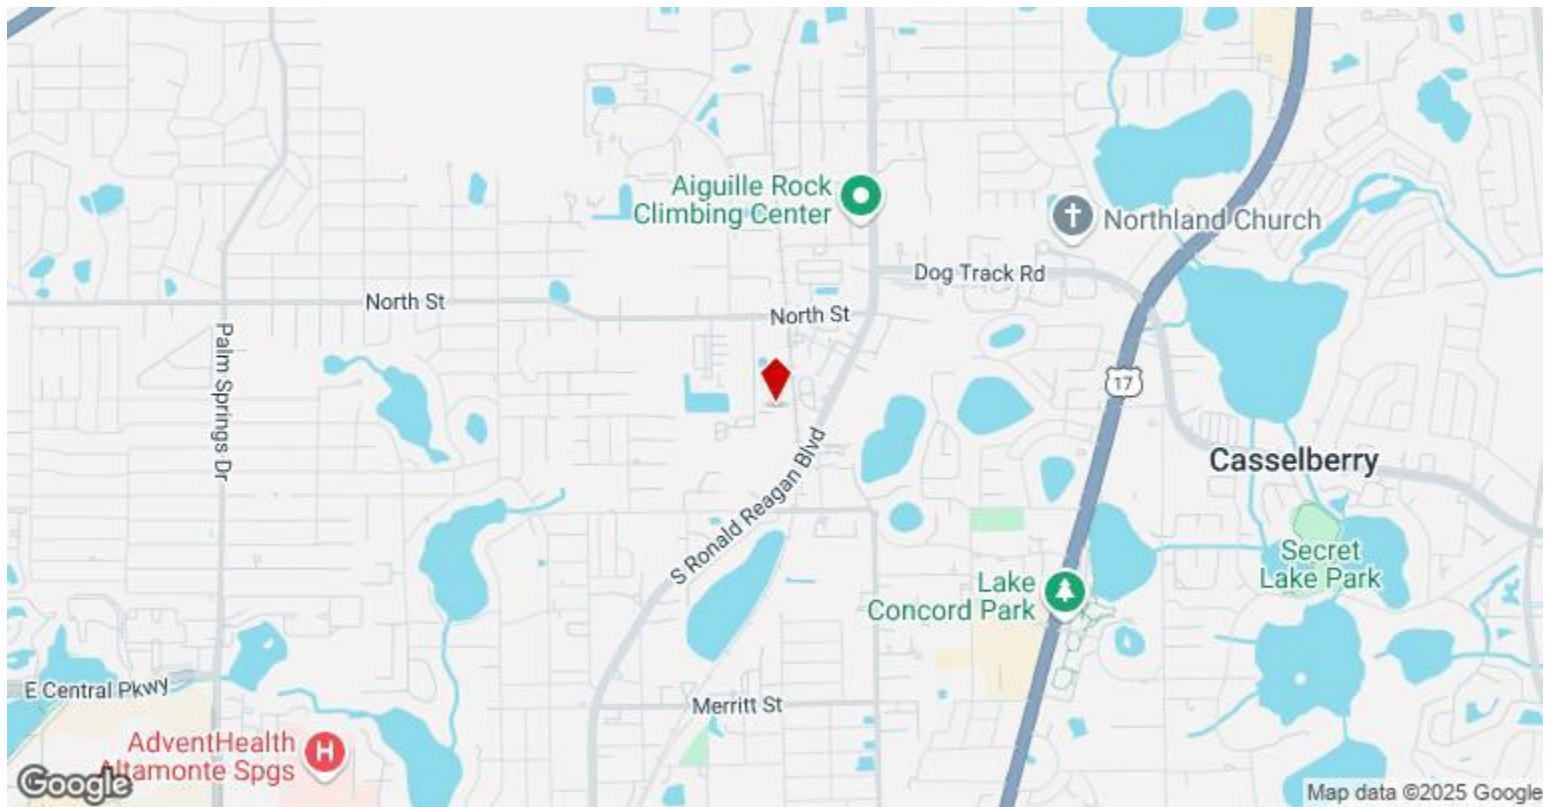 Aiguille Rock
Climbing Center
Northland Church
Dog Track Rd
North St
North St
Palm Springs Dr
17
S Ronald Reagan Blvd
Casselberry
Secret
Lake Park
Lake
Concord Park
E Central Pkwy
Merritt St
AdventHealth
Altamonte Spgs
H
Google
Map data ©2025 Google